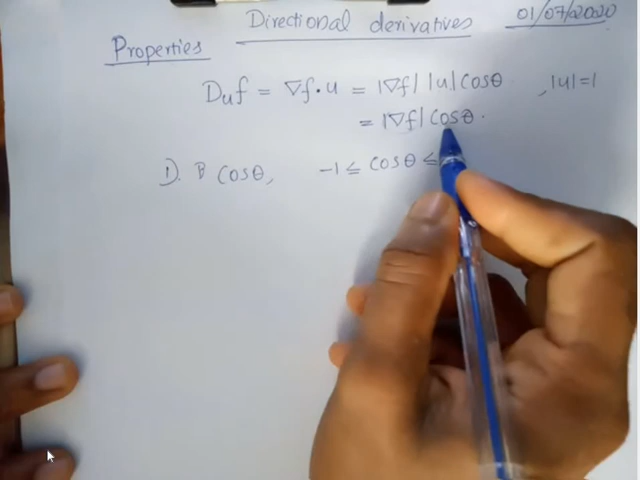 Directional derivatives 01/07/2020
Properties
Duf = ∇f·u = |∇f| |u| cosθ , |u|=1
= |∇f| cosθ.
1). B cosθ, -1 ≤ cosθ ≤